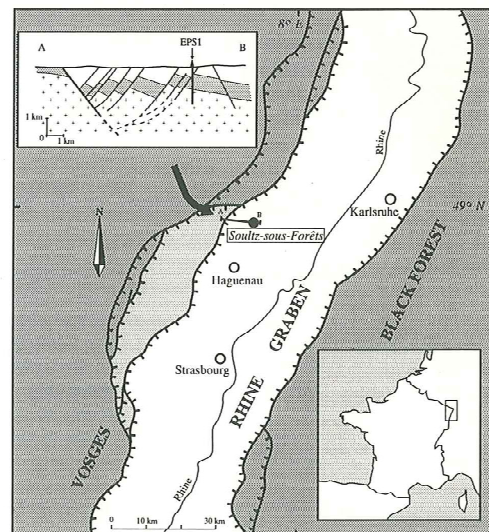 8° E
A
EPS1
B
1 km
0
1 km
Rhine
N
Karlsruhe
49° N
A
B
Soultz-sous-Forêts
Haguenau
BLACK FOREST
RHINE GRABEN
Strasbourg
VOSGES
Rhine
0 10 km 30 km